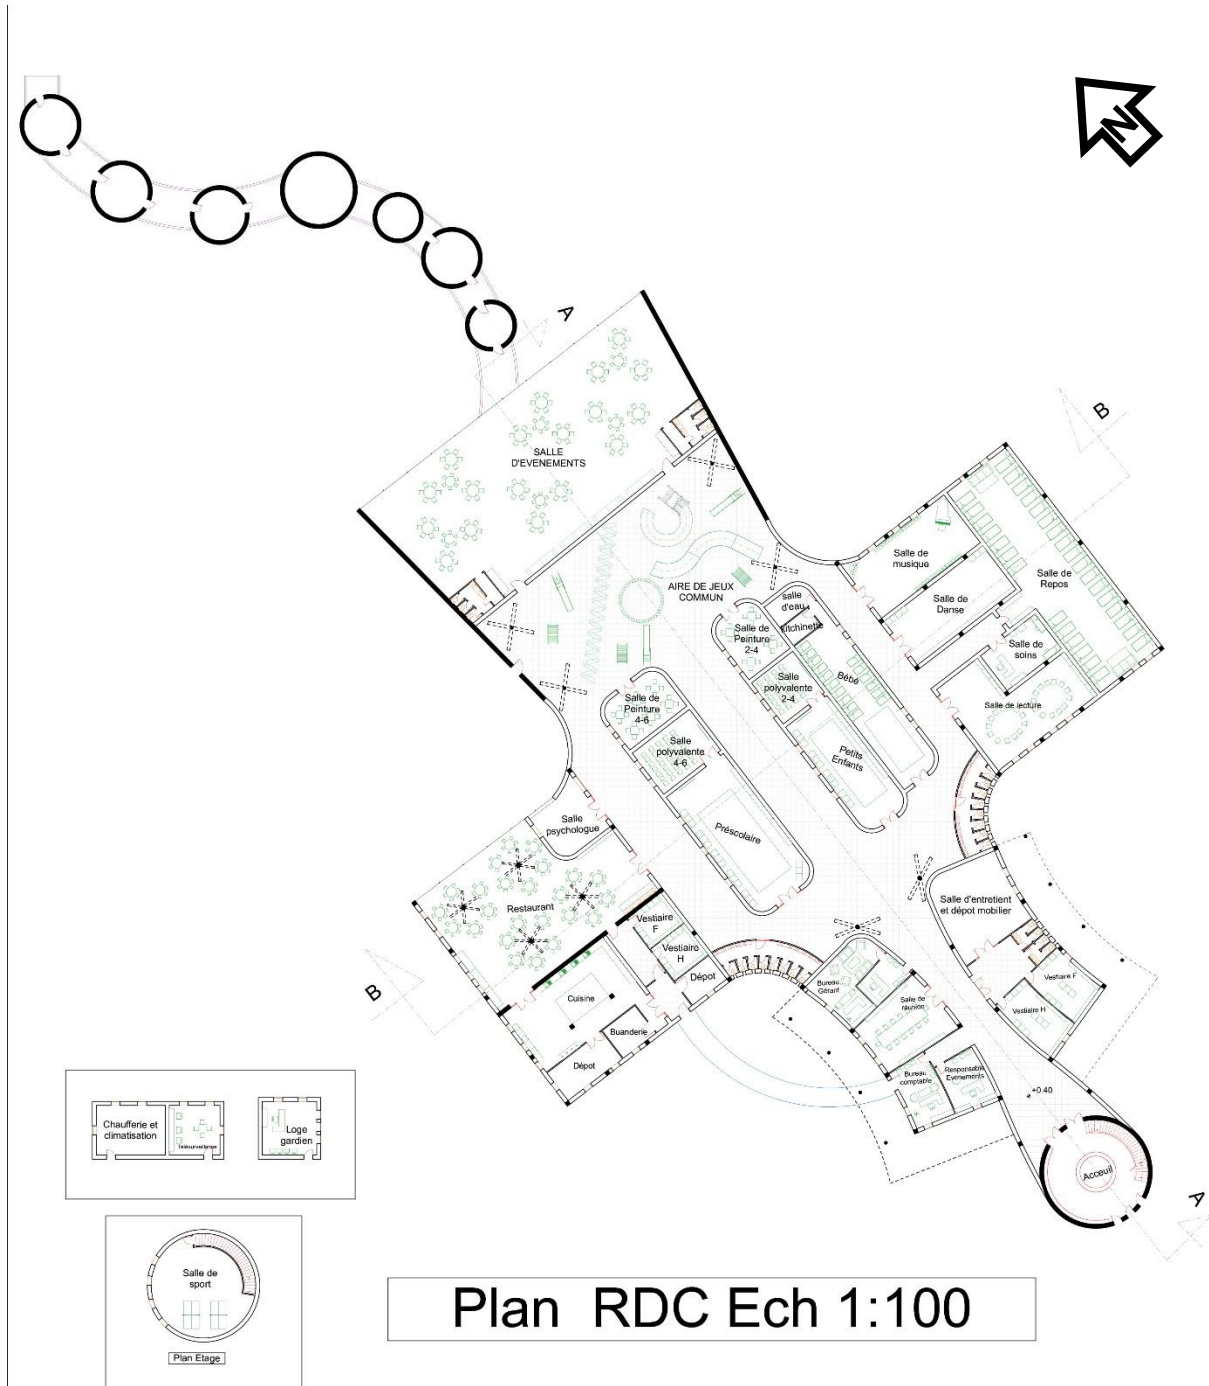 N
A
B
SALLE
D'EVENEMENTS
Salle de
musique
Salle de
Repos
AIRE DE JEUX
COMMUN
salle
d'eau
kitchinette
Salle de
Danse
Salle de
Peinture
2-4
Salle de
soins
Salle
polyvalente
2-4
Bébé
Salle de lecture
Salle de
Peinture
4-6
Salle
polyvalente
4-6
Petits
Enfants
Salle
psychologue
Préscolaire
Restaurant
Salle d'entretient
et dépot mobilier
Vestiaire
F
Vestiaire
H
Dépot
Vestiaire F
Vestiaire H
B
Bureau
Gérant
Salle de
réunion
Cuisine
Buanderie
Dépot
Bureau
comptable
Responsable
Evenements
+0.40
Acceuil
A
Chaufferie et
climatisation
Télésurveillance
Loge
gardien
Salle de
sport
Plan Etage
Plan RDC Ech 1:100